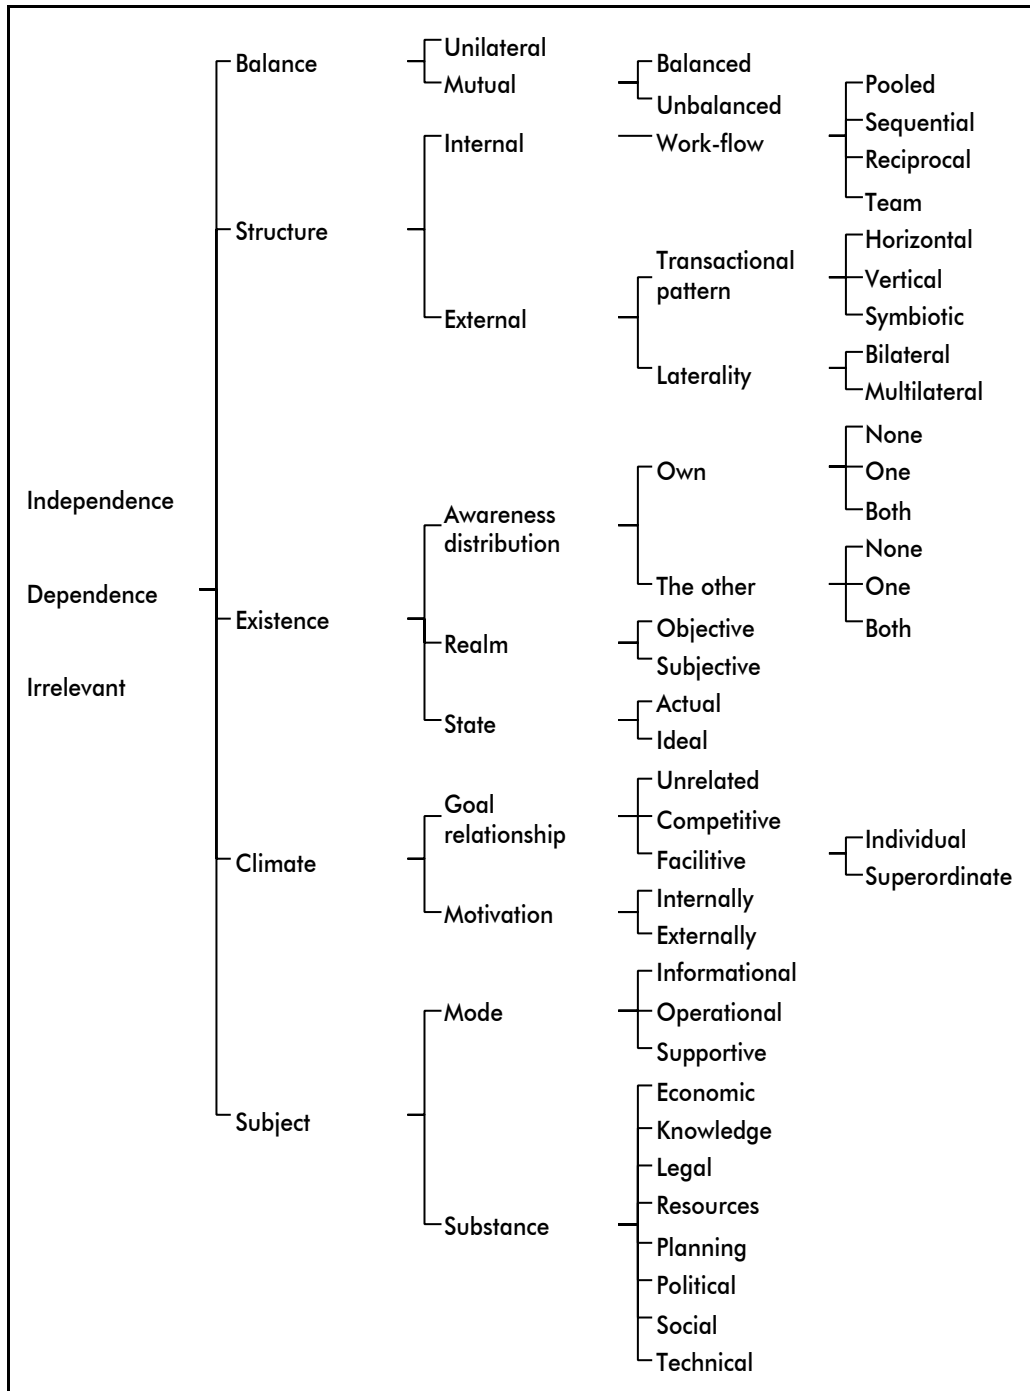 Independence
Dependence
Irrelevant
Balance
Unilateral
Mutual
Balanced
Unbalanced
Structure
Internal
Work-flow
Pooled
Sequential
Reciprocal
Team
External
Transactional
pattern
Horizontal
Vertical
Symbiotic
Laterality
Bilateral
Multilateral
Existence
Awareness
distribution
Own
None
One
Both
The other
None
One
Both
Realm
Objective
Subjective
State
Actual
Ideal
Climate
Goal
relationship
Unrelated
Competitive
Facilitive
Individual
Superordinate
Motivation
Internally
Externally
Subject
Mode
Informational
Operational
Supportive
Substance
Economic
Knowledge
Legal
Resources
Planning
Political
Social
Technical